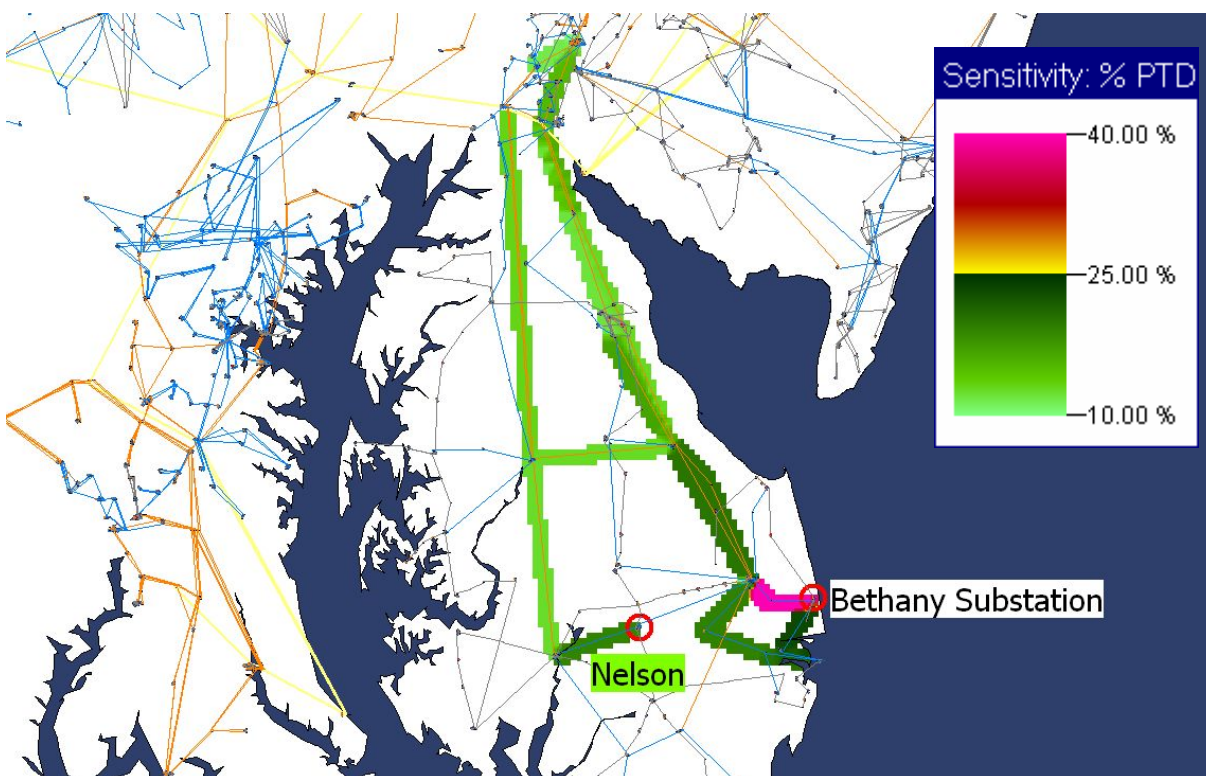 Sensitivity: % PTD
40.00 %
25.00 %
10.00 %
Bethany Substation
Nelson